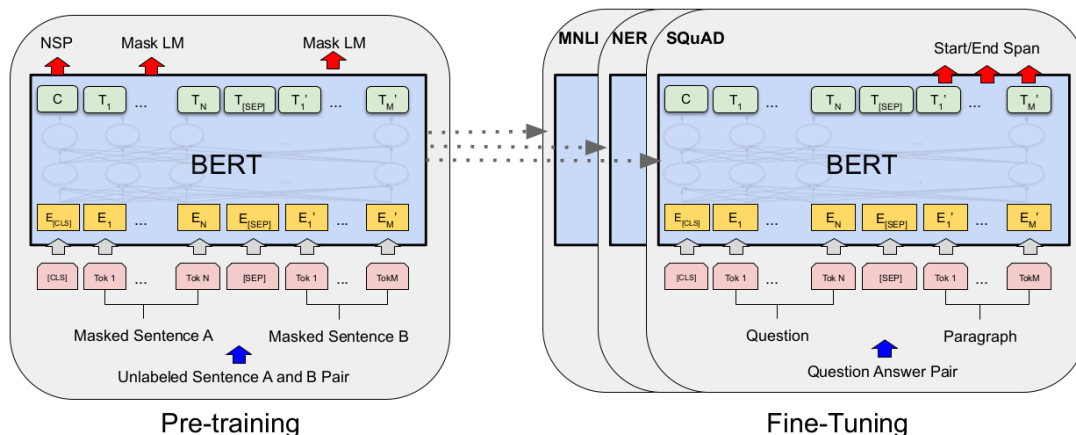 NSP Mask LM Mask LM
C T1 ... TN T[SEP] T1' ... TM'
BERT
E[CLS] E1 ... EN E[SEP] E1' ... EM'
[CLS] Tok 1 ... Tok N [SEP] Tok 1 ... TokM
Masked Sentence A Masked Sentence B
Unlabeled Sentence A and B Pair
Pre-training
MNLI NER SQuAD
Start/End Span
C T1 ... TN T[SEP] T1' ... TM'
BERT
E[CLS] E1 ... EN E[SEP] E1' ... EM'
[CLS] Tok 1 ... Tok N [SEP] Tok 1 ... TokM
Question Paragraph
Question Answer Pair
Fine-Tuning